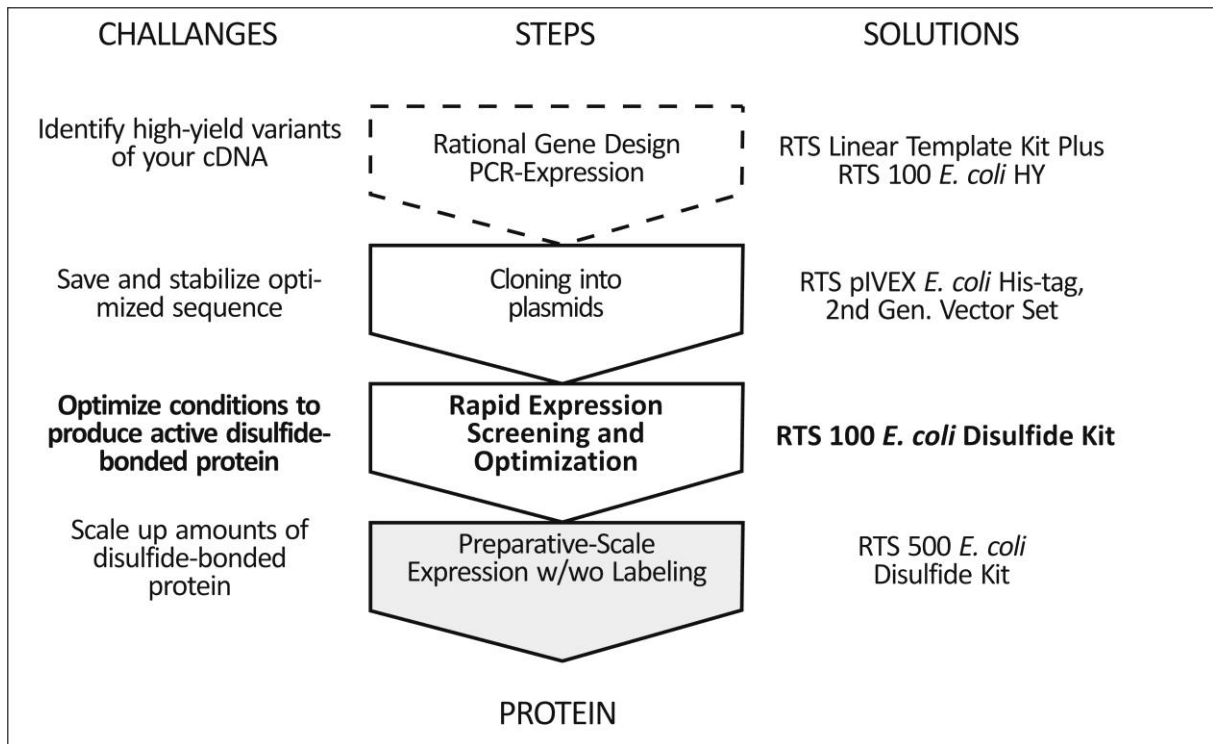 CHALLANGES
STEPS
SOLUTIONS
Identify high-yield variants
of your cDNA
Rational Gene Design
PCR-Expression
RTS Linear Template Kit Plus
RTS 100 E. coli HY
Save and stabilize opti-
mized sequence
Cloning into
plasmids
RTS pIVEX E. coli His-tag,
2nd Gen. Vector Set
Optimize conditions to
produce active disulfide-
bonded protein
Rapid Expression
Screening and
Optimization
RTS 100 E. coli Disulfide Kit
Scale up amounts of
disulfide-bonded
protein
Preparative-Scale
Expression w/wo Labeling
RTS 500 E. coli
Disulfide Kit
PROTEIN